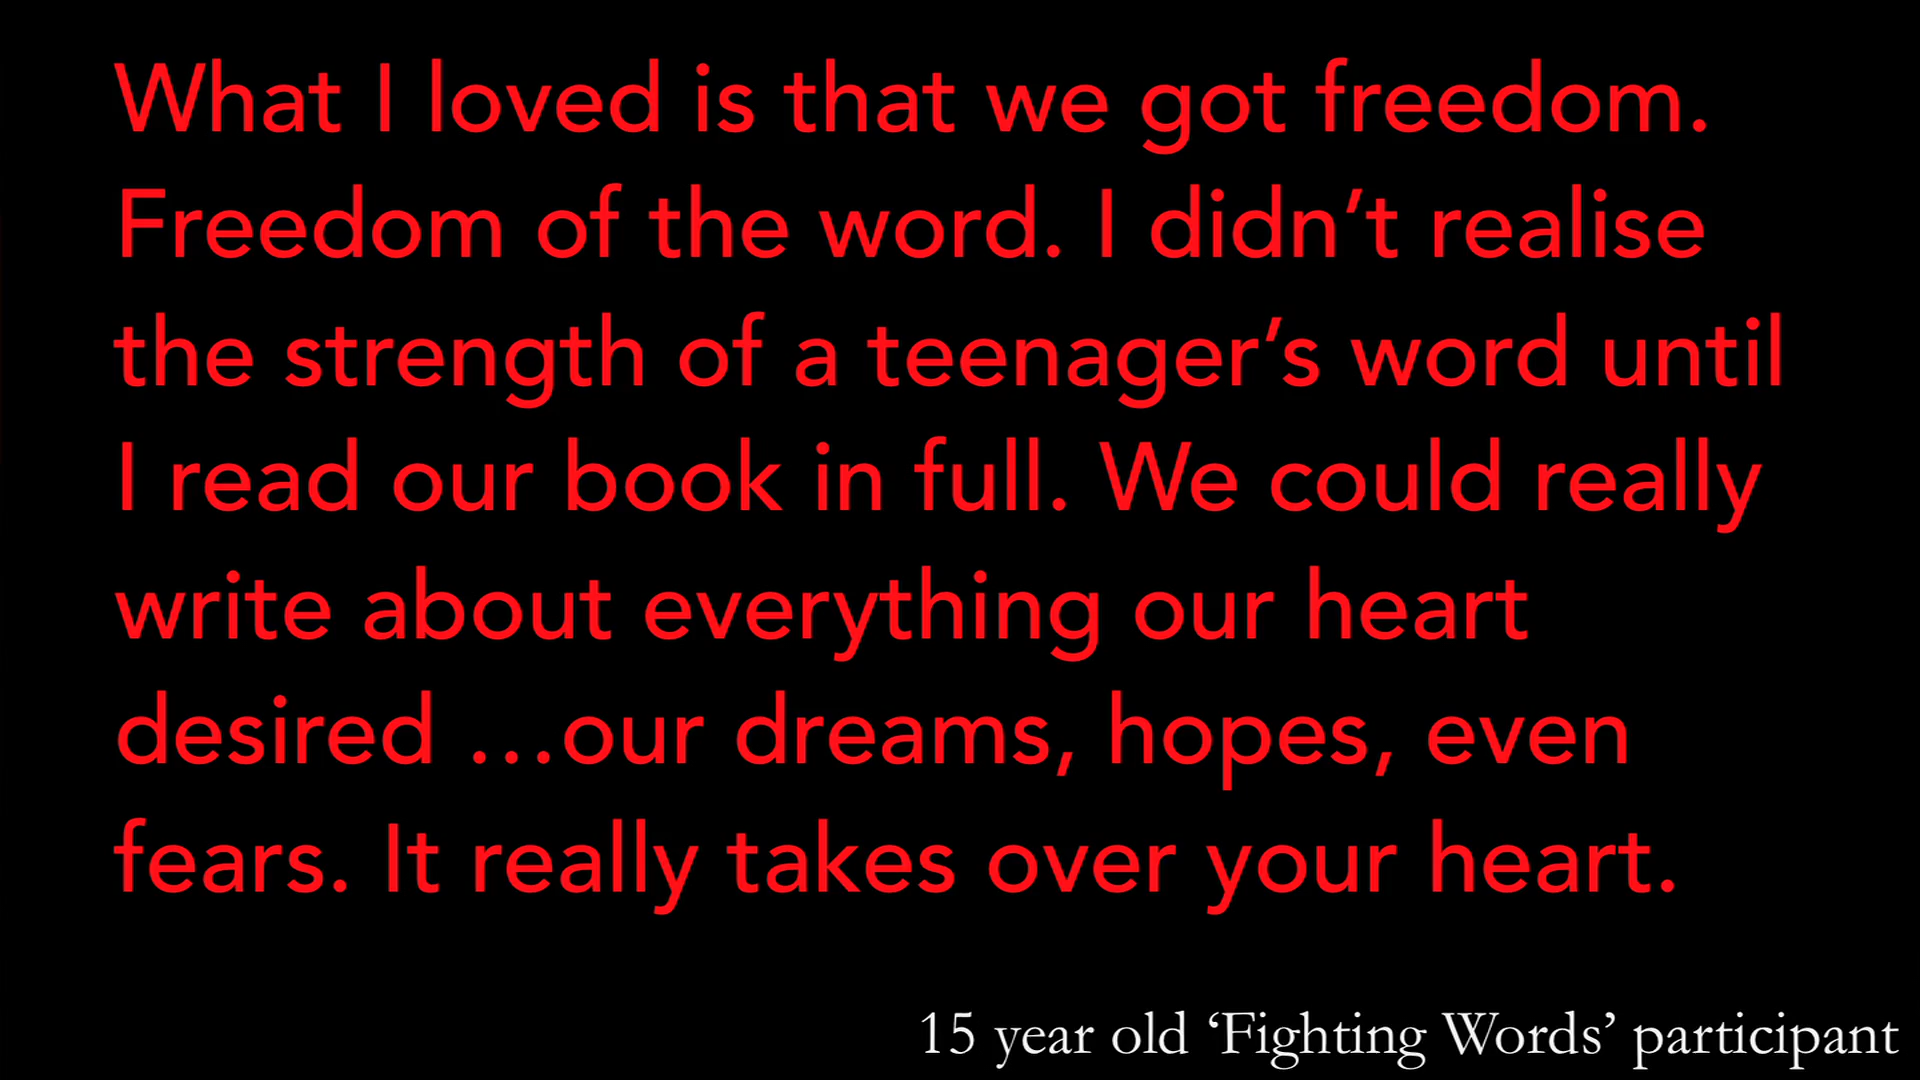 What I loved is that we got freedom.
Freedom of the word. I didn’t realise
the strength of a teenager’s word until
I read our book in full. We could really
write about everything our heart
desired …our dreams, hopes, even
fears. It really takes over your heart.
15 year old ‘Fighting Words’ participant